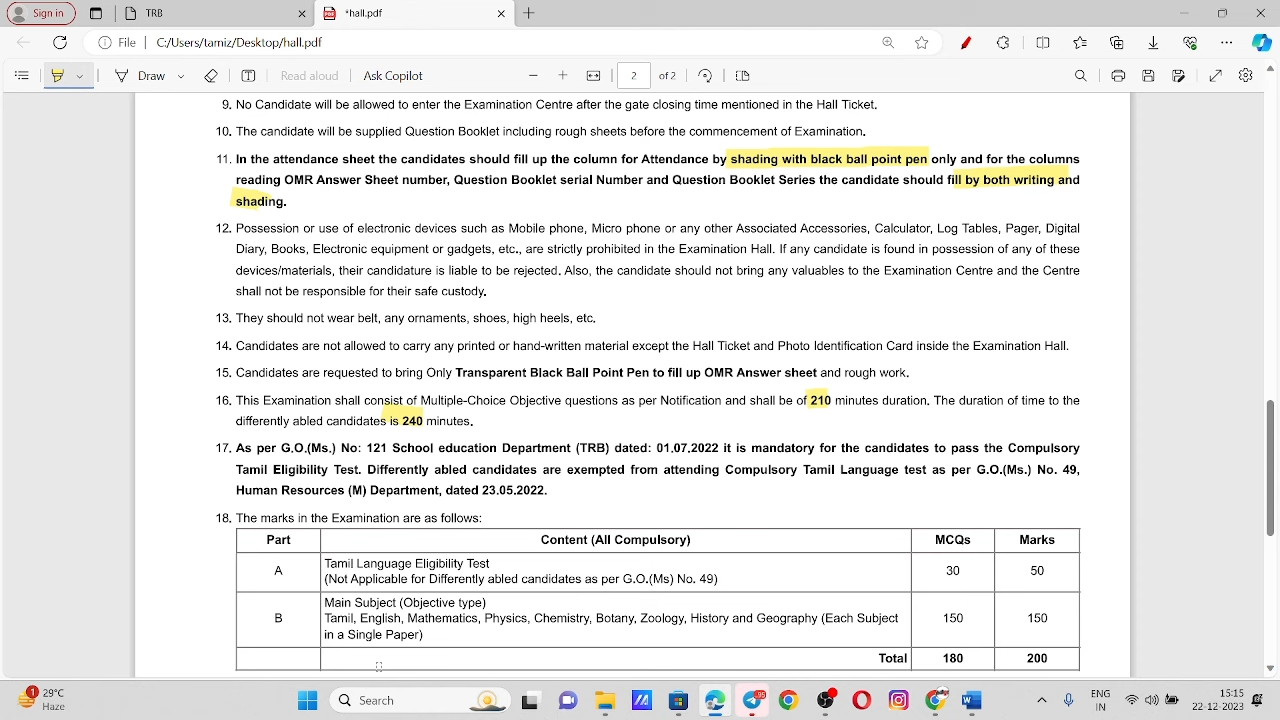 Sign in
TRB
*hall.pdf
File
C:/Users/tamiz/Desktop/hall.pdf
Draw
Read aloud
Ask Copilot
2
of 2
9. No Candidate will be allowed to enter the Examination Centre after the gate closing time mentioned in the Hall Ticket.
10. The candidate will be supplied Question Booklet including rough sheets before the commencement of Examination.
11. In the attendance sheet the candidates should fill up the column for Attendance by shading with black ball point pen only and for the columns
reading OMR Answer Sheet number, Question Booklet serial Number and Question Booklet Series the candidate should fill by both writing and
shading.
12. Possession or use of electronic devices such as Mobile phone, Micro phone or any other Associated Accessories, Calculator, Log Tables, Pager, Digital
Diary, Books, Electronic equipment or gadgets, etc., are strictly prohibited in the Examination Hall. If any candidate is found in possession of any of these
devices/materials, their candidature is liable to be rejected. Also, the candidate should not bring any valuables to the Examination Centre and the Centre
shall not be responsible for their safe custody.
13. They should not wear belt, any ornaments, shoes, high heels, etc.
14. Candidates are not allowed to carry any printed or hand-written material except the Hall Ticket and Photo Identification Card inside the Examination Hall.
15. Candidates are requested to bring Only Transparent Black Ball Point Pen to fill up OMR Answer sheet and rough work.
16. This Examination shall consist of Multiple-Choice Objective questions as per Notification and shall be of 210 minutes duration. The duration of time to the
differently abled candidates is 240 minutes.
17. As per G.O.(Ms.) No: 121 School education Department (TRB) dated: 01.07.2022 it is mandatory for the candidates to pass the Compulsory
Tamil Eligibility Test. Differently abled candidates are exempted from attending Compulsory Tamil Language test as per G.O.(Ms.) No. 49,
Human Resources (M) Department, dated 23.05.2022.
18. The marks in the Examination are as follows:
Part Content (All Compulsory) MCQs Marks
Tamil Language Eligibility Test
A 30 50
(Not Applicable for Differently abled candidates as per G.O.(Ms) No. 49)
Main Subject (Objective type)
B Tamil, English, Mathematics, Physics, Chemistry, Botany, Zoology, History and Geography (Each Subject 150 150
in a Single Paper)
Total 180 200
1
29°C
Haze
Search
95
ENG
IN
15:15
22-12-2023